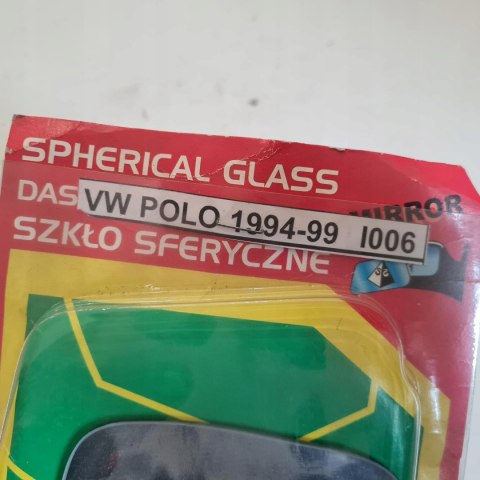 SPHERICAL GLASS
DAS
VW POLO 1994-99 I006
MIRROR
SZKŁO SFERYCZNE